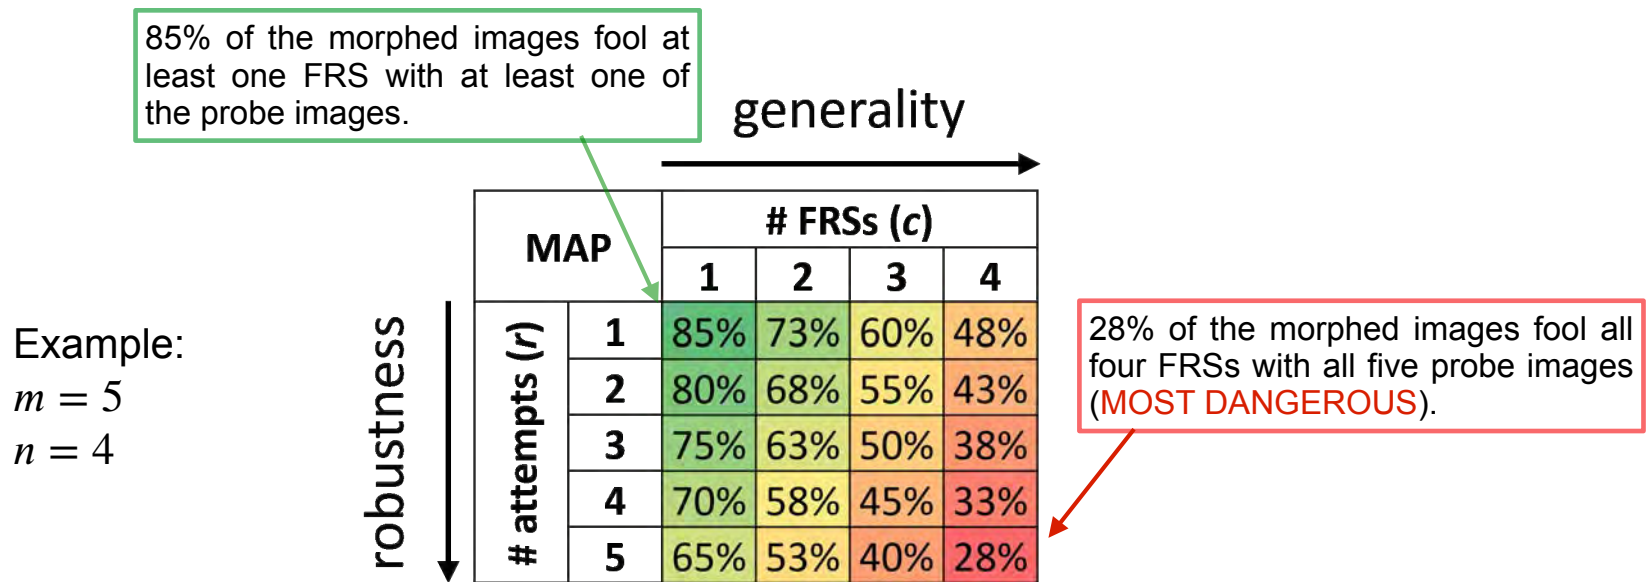 85% of the morphed images fool at
least one FRS with at least one of
the probe images.
generality
MAP
# FRSs (c)
1 2 3 4
Example:
m = 5
n = 4
robustness
# attempts (r)
1 85% 73% 60% 48%
2 80% 68% 55% 43%
3 75% 63% 50% 38%
4 70% 58% 45% 33%
5 65% 53% 40% 28%
28% of the morphed images fool all
four FRSs with all five probe images
(MOST DANGEROUS).